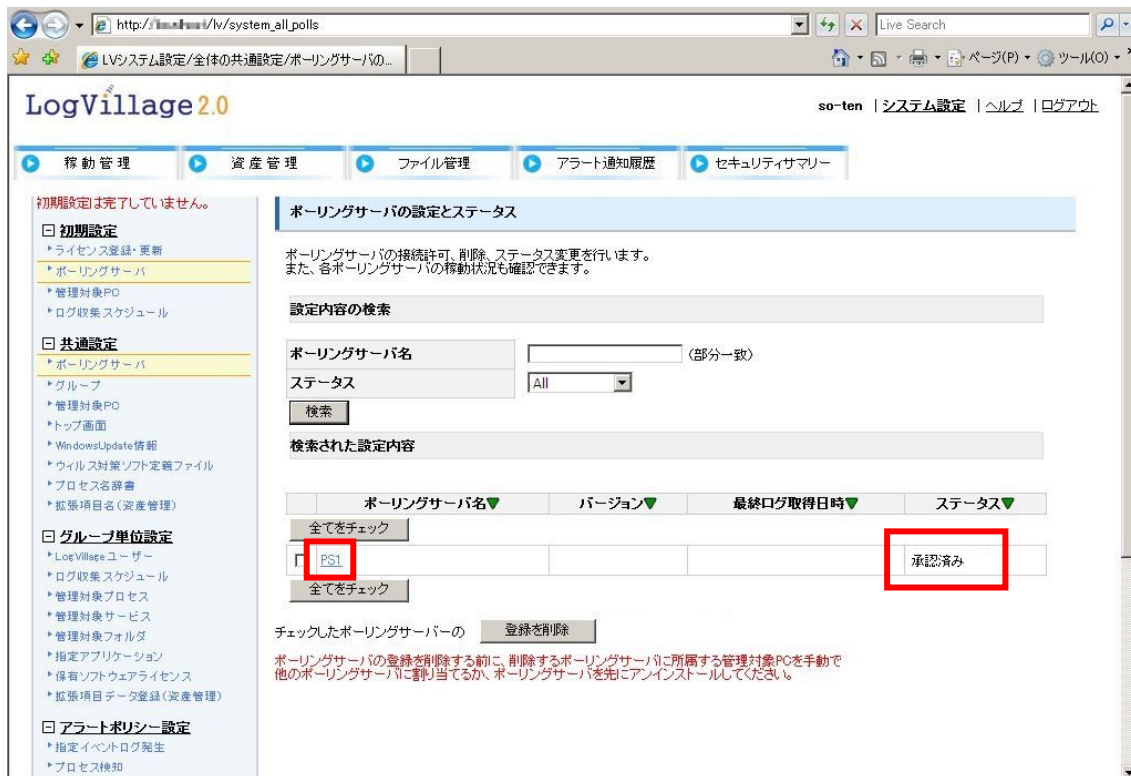 http:// /lv/system_all_polls
Live Search
LVシステム設定/全体の共通設定/ポーリングサーバの...
ページ(P)
ツール(O)
LogVillage 2.0
so-ten | システム設定 | ヘルプ | ログアウト
稼動管理
資産管理
ファイル管理
アラート通知履歴
セキュリティサマリー
初期設定は完了していません。
初期設定
ライセンス登録・更新
ポーリングサーバ
管理対象PC
ログ収集スケジュール
共通設定
ポーリングサーバ
グループ
管理対象PC
トップ画面
WindowsUpdate情報
ウィルス対策ソフト定義ファイル
プロセス名辞書
拡張項目名(資産管理)
グループ単位設定
LogVillageユーザー
ログ収集スケジュール
管理対象プロセス
管理対象サービス
管理対象フォルダ
指定アプリケーション
保有ソフトウェアライセンス
拡張項目データ登録(資産管理)
アラートポリシー設定
指定イベントログ発生
プロセス検知
ポーリングサーバの設定とステータス
ポーリングサーバの接続許可、削除、ステータス変更を行います。
また、各ポーリングサーバの稼動状況も確認できます。
設定内容の検索
ポーリングサーバ名 (部分一致)
ステータス All
検索
検索された設定内容
ポーリングサーバ名▼ バージョン▼ 最終ログ取得日時▼ ステータス▼
全てをチェック
PS1 承認済み
全てをチェック
チェックしたポーリングサーバーの 登録を削除
ポーリングサーバの登録を削除する前に、削除するポーリングサーバに所属する管理対象PCを手動で
他のポーリングサーバに割り当てるか、ポーリングサーバを先にアンインストールしてください。